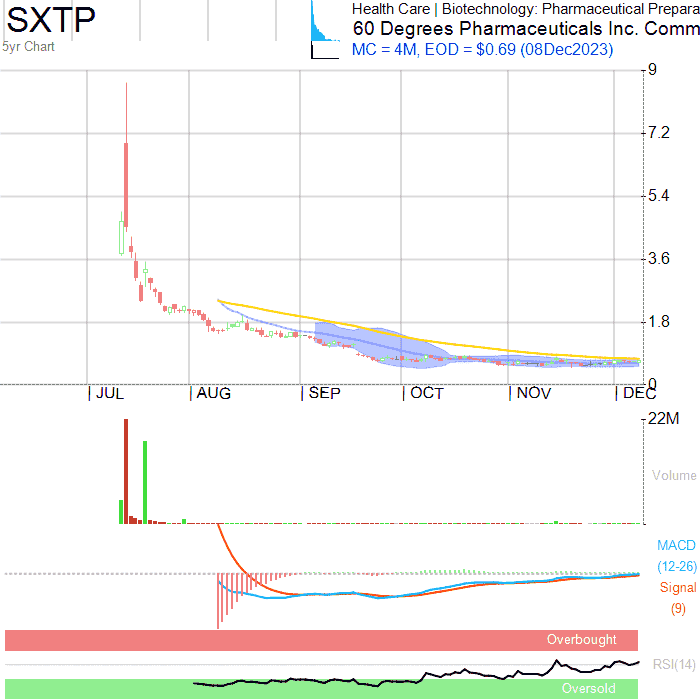 SXTP
5yr Chart
Health Care | Biotechnology: Pharmaceutical Prepara
60 Degrees Pharmaceuticals Inc. Comm
MC = 4M, EOD = $0.69 (08Dec2023)
9
7.2
5.4
3.6
1.8
0
JUL AUG SEP OCT NOV DEC
22M
Volume
MACD
(12-26)
Signal
(9)
Overbought
RSI(14)
Oversold